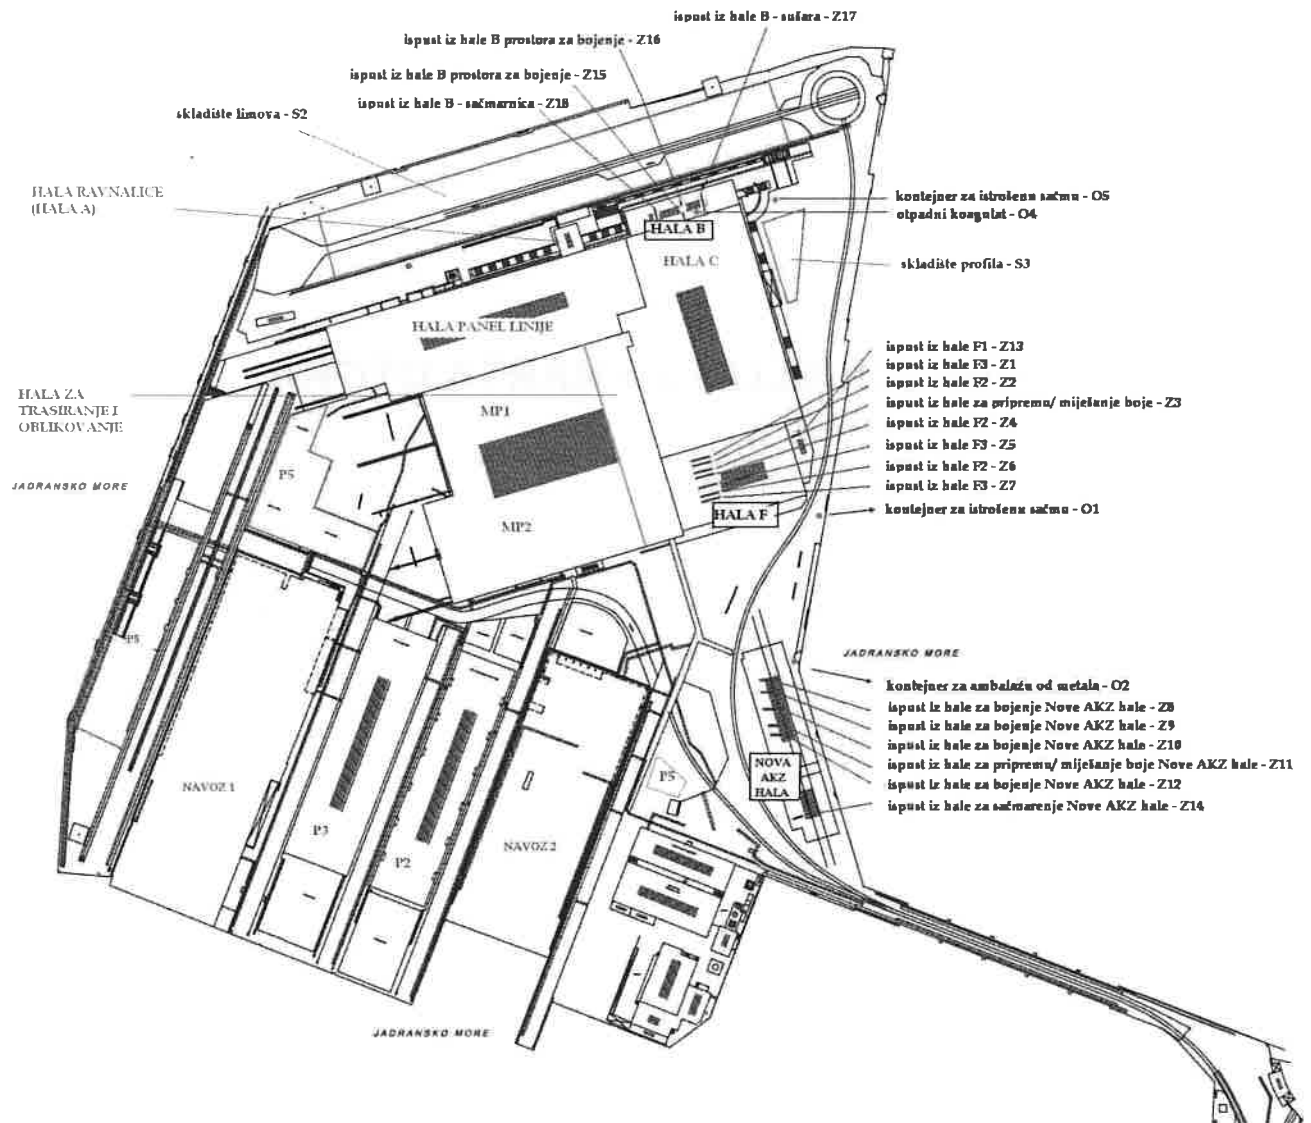 ispust iz hale B - sušara - Z17
ispust iz hale B prostora za bojenje - Z16
ispust iz hale B prostora za bojenje - Z15
ispust iz hale B - sačmarnica - Z18
skladište limova - S2
HALA RAVNALICE
(HALA A)
kontejner za istrošenu sačmu - O5
otpadni koagulat - O4
HALA B
HALA C
skladište profila - S3
HALA PANEL LINIJE
ispust iz hale F1 - Z13
ispust iz hale F3 - Z1
ispust iz hale F2 - Z2
ispust iz hale za pripremu/ miješanje boje - Z3
ispust iz hale F2 - Z4
ispust iz hale F3 - Z5
ispust iz hale F2 - Z6
ispust iz hale F3 - Z7
kontejner za istrošenu sačmu - O1
HALA ZA
TRASIRANJE I
OBLIKOVANJE
MP1
P5
JADRANSKO MORE
HALA F
MP2
P5
JADRANSKO MORE
kontejner za ambalažu od metala - O2
ispust iz hale za bojenje Nove AKZ hale - Z8
ispust iz hale za bojenje Nove AKZ hale - Z9
ispust iz hale za bojenje Nove AKZ hale - Z10
ispust iz hale za pripremu/ miješanje boje Nove AKZ hale - Z11
ispust iz hale za bojenje Nove AKZ hale - Z12
ispust iz hale za sačmarenje Nove AKZ hale - Z14
NOVA
AKZ
HALA
P5
NAVOZ 1
P3
P2
NAVOZ 2
JADRANSKO MORE